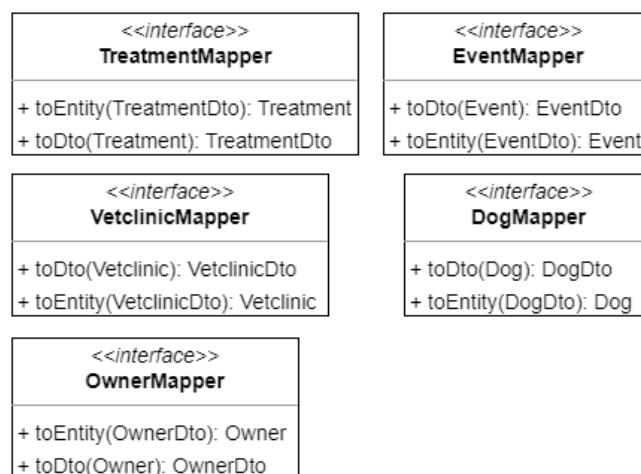 <<interface>>
TreatmentMapper
+ toEntity(TreatmentDto): Treatment
+ toDto(Treatment): TreatmentDto
<<interface>>
EventMapper
+ toDto(Event): EventDto
+ toEntity(EventDto): Event
<<interface>>
VetclinicMapper
+ toDto(Vetclinic): VetclinicDto
+ toEntity(VetclinicDto): Vetclinic
<<interface>>
DogMapper
+ toDto(Dog): DogDto
+ toEntity(DogDto): Dog
<<interface>>
OwnerMapper
+ toEntity(OwnerDto): Owner
+ toDto(Owner): OwnerDto